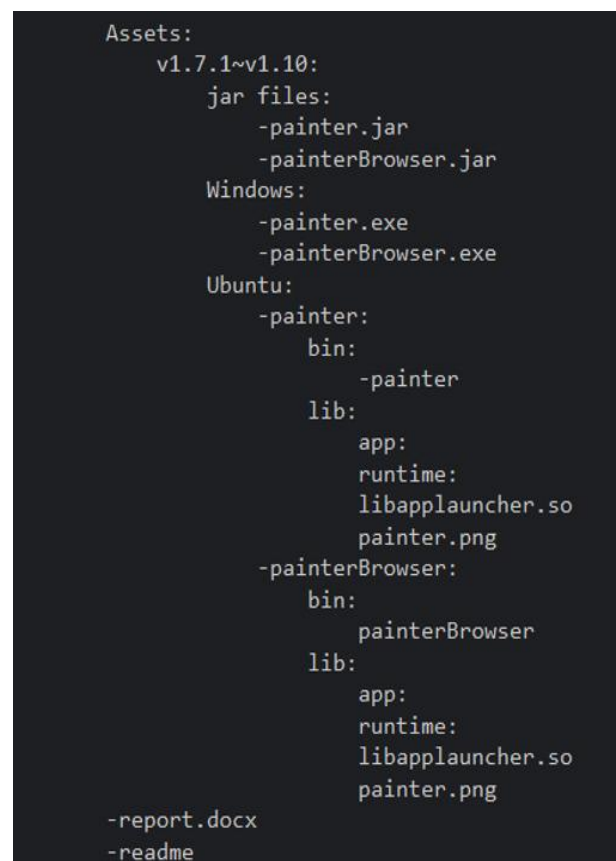 Assets:
v1.7.1~v1.10:
jar files:
-painter.jar
-painterBrowser.jar
Windows:
-painter.exe
-painterBrowser.exe
Ubuntu:
-painter:
bin:
-painter
lib:
app:
runtime:
libapplauncher.so
painter.png
-painterBrowser:
bin:
painterBrowser
lib:
app:
runtime:
libapplauncher.so
painter.png
-report.docx
-readme